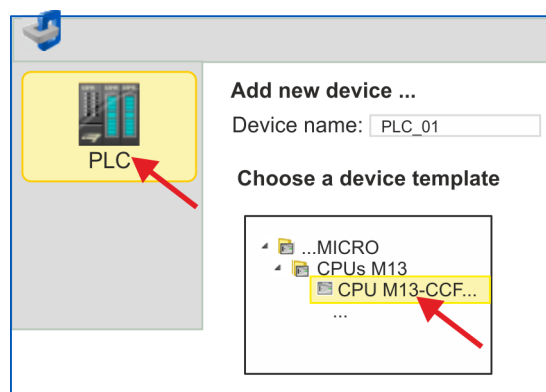 PLC
Add new device ...
Device name: PLC_01
Choose a device template
...MICRO
CPUs M13
CPU M13-CCF...
...